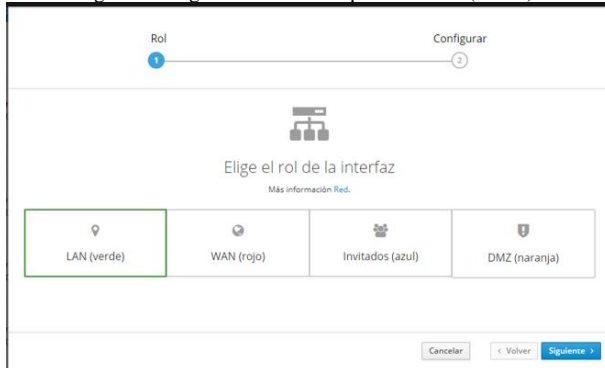 Rol Configurar
1 2
Elige el rol de la interfaz
Más información Red.
LAN (verde) WAN (rojo) Invitados (azul) DMZ (naranja)
Cancelar < Volver Siguiente >